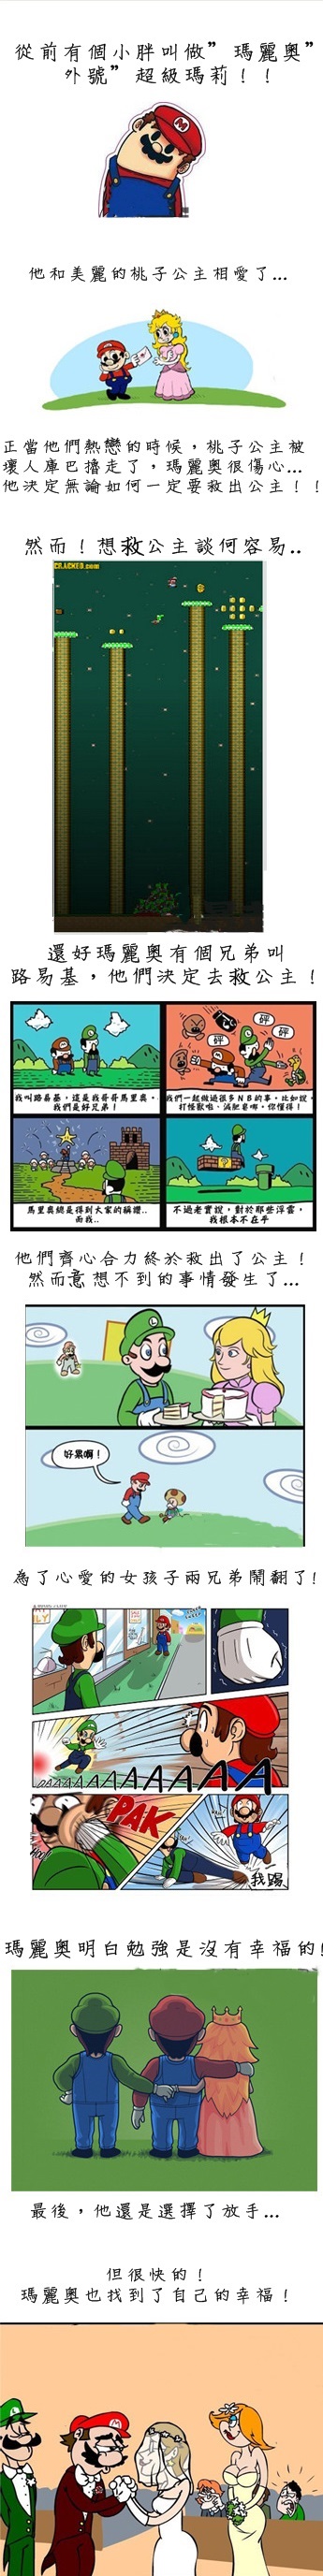 從前有個小胖叫做”瑪麗奧”
外號”超級瑪莉！！
M
他和美麗的桃子公主相愛了...
正當他們熱戀的時候，桃子公主被
壞人庫巴擄走了，瑪麗奧很傷心...
他決定無論如何一定要救出公主！！
然而！想救公主談何容易..
CRACKED.com
還好瑪麗奧有個兄弟叫
路易基，他們決定去救公主！
我叫路易基，這是我哥哥馬里奧，
我們是好兄弟！
砰
砰
砰
我們一起做過很多NB的事，比如說，
打怪獸啦、
你懂得！
馬里奧總是得到大家的稱讚..
而我..
不過老實說，對於那些浮雲，
我根本不在乎
他們齊心合力終於救出了公主！
然而意想不到的事情發生了...
L
好累啊！
為了心愛的女孩子兩兄弟鬧翻了！
AAAAAAAAAAAA
PAK
我踢
瑪麗奧明白勉強是沒有幸福的！
最後，他還是選擇了放手...
但很快的！
瑪麗奧也找到了自己的幸福！
L
M